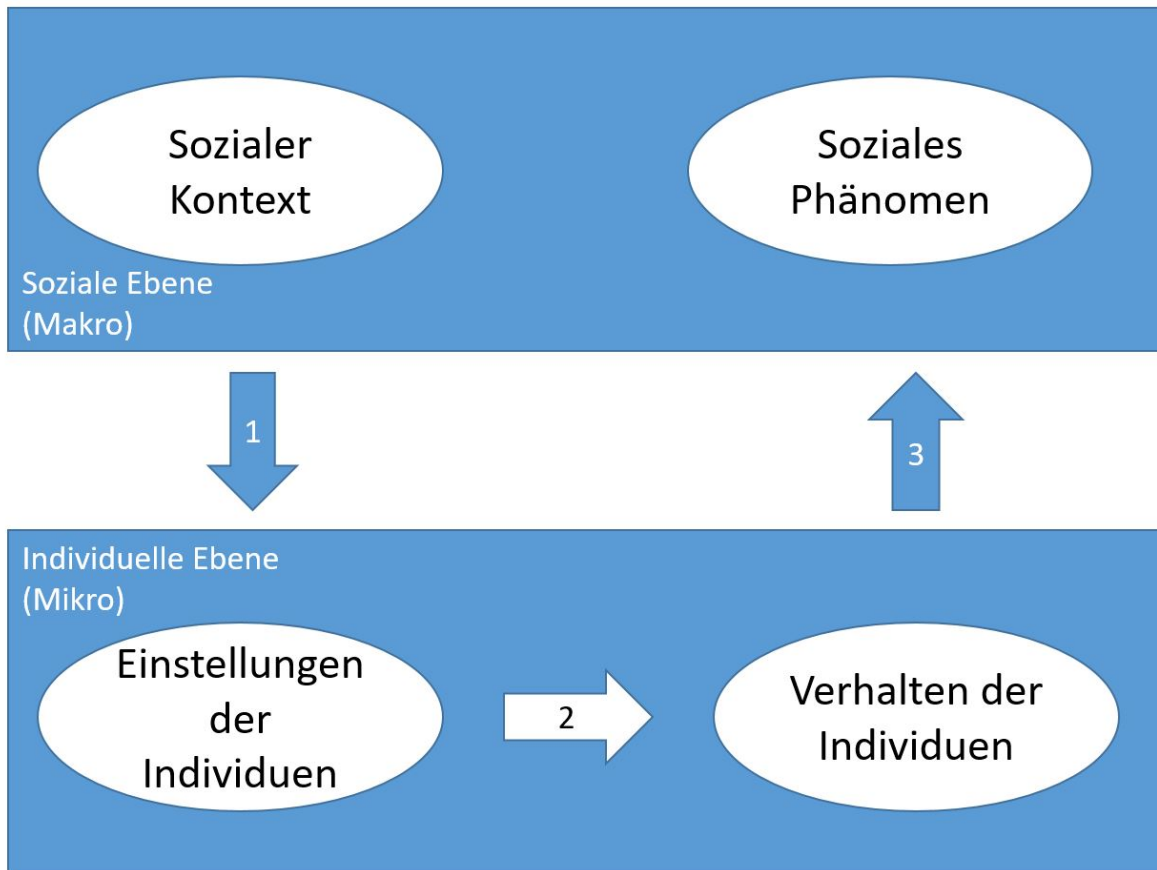 Sozialer
Kontext
Soziales
Phänomen
Soziale Ebene
(Makro)
1
3
Individuelle Ebene
(Mikro)
Einstellungen
der
Individuen
2
Verhalten der
Individuen